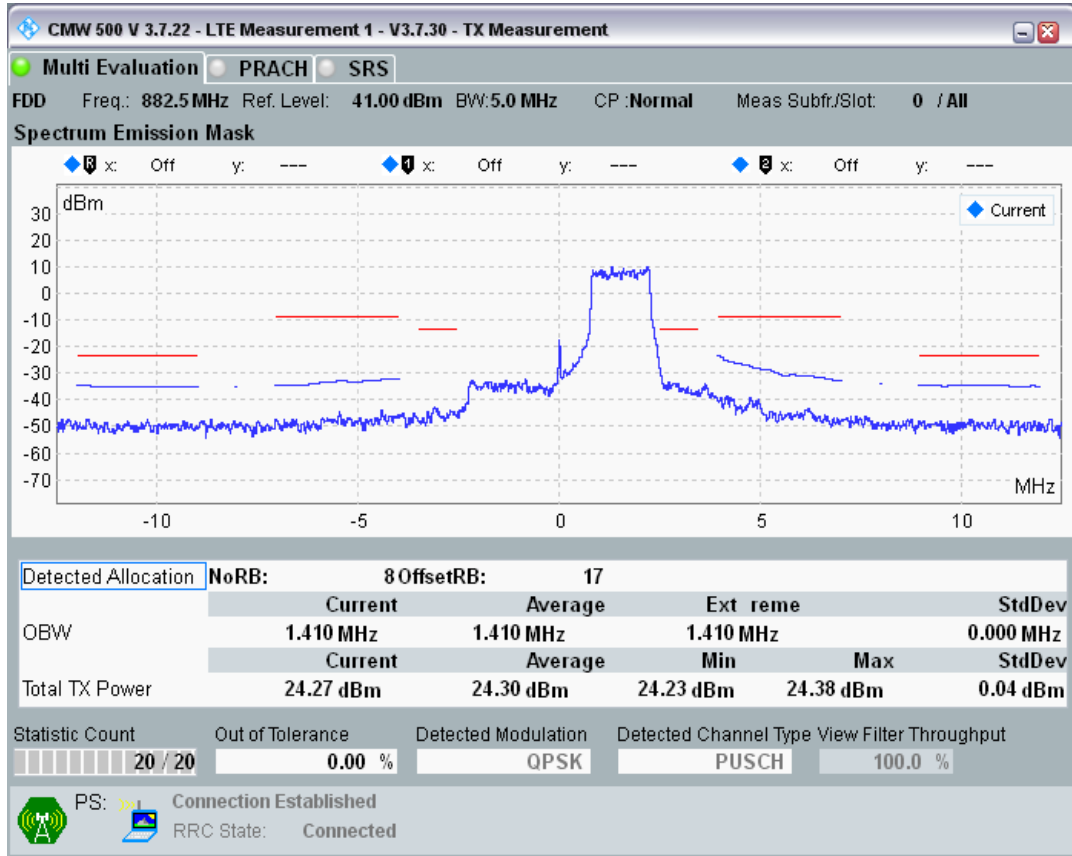 CMW 500 V 3.7.22 - LTE Measurement 1 - V3.7.30 - TX Measurement
Multi Evaluation PRACH SRS
FDD Freq.: 882.5 MHz Ref. Level: 41.00 dBm BW: 5.0 MHz CP : Normal Meas Subfr./Slot: 0 / All
Spectrum Emission Mask
R x: Off y: --- 1 x: Off y: --- 2 x: Off y: ---
dBm
Current
30
20
10
0
-10
-20
-30
-40
-50
-60
-70
MHz
-10 -5 0 5 10
Detected Allocation NoRB: 8 OffsetRB: 17
Current Average Ext reme StdDev
OBW 1.410 MHz 1.410 MHz 1.410 MHz 0.000 MHz
Current Average Min Max StdDev
Total TX Power 24.27 dBm 24.30 dBm 24.23 dBm 24.38 dBm 0.04 dBm
Statistic Count Out of Tolerance Detected Modulation Detected Channel Type View Filter Throughput
20 / 20 0.00 % QPSK PUSCH 100.0 %
PS: Connection Established
RRC State: Connected